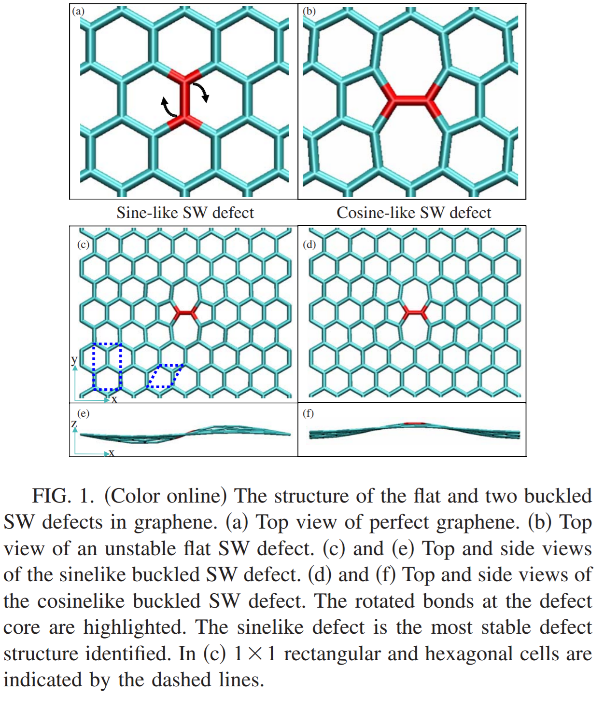 (a) (b)
Sine-like SW defect Cosine-like SW defect
(c) (d)
y
x
(e) (f)
z
x
FIG. 1. (Color online) The structure of the flat and two buckled
SW defects in graphene. (a) Top view of perfect graphene. (b) Top
view of an unstable flat SW defect. (c) and (e) Top and side views
of the sinelike buckled SW defect. (d) and (f) Top and side views of
the cosinelike buckled SW defect. The rotated bonds at the defect
core are highlighted. The sinelike defect is the most stable defect
structure identified. In (c) 1×1 rectangular and hexagonal cells are
indicated by the dashed lines.